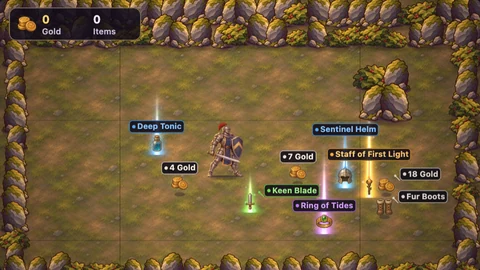 0 0
Gold Items
Deep Tonic
Sentinel Helm
7 Gold
Staff of First Light
4 Gold
18 Gold
Keen Blade
Fur Boots
Ring of Tides